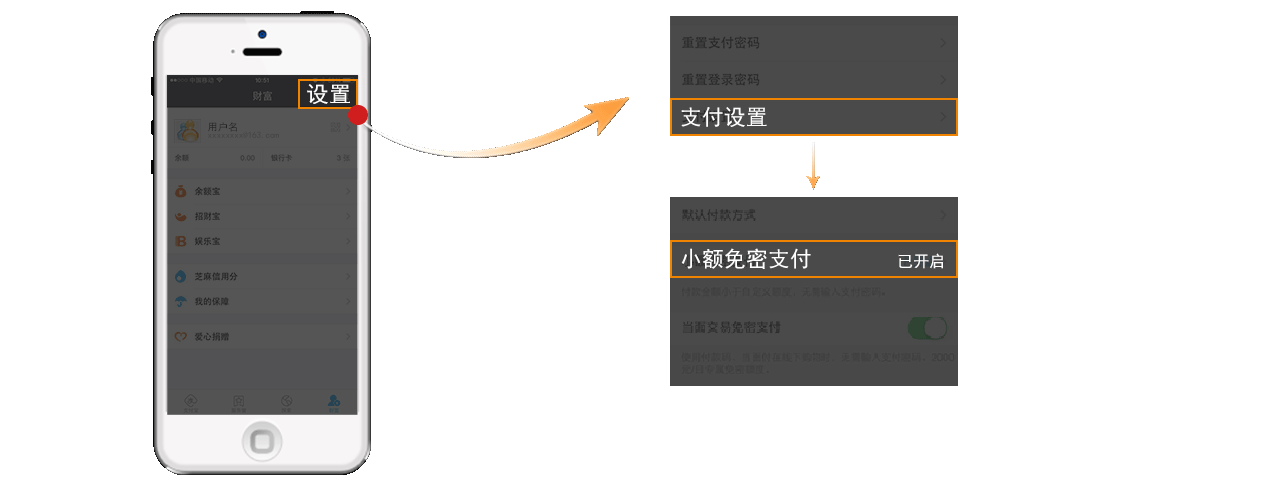 中国移动
10:51
财富
设置
用户名
余额 0.00 银行卡 3 张
余额宝
招财宝
娱乐宝
芝麻信用分
我的保障
爱心捐赠
重置支付密码
重置登录密码
支付设置
默认付款方式
小额免密支付 已开启
当面交易免密支付